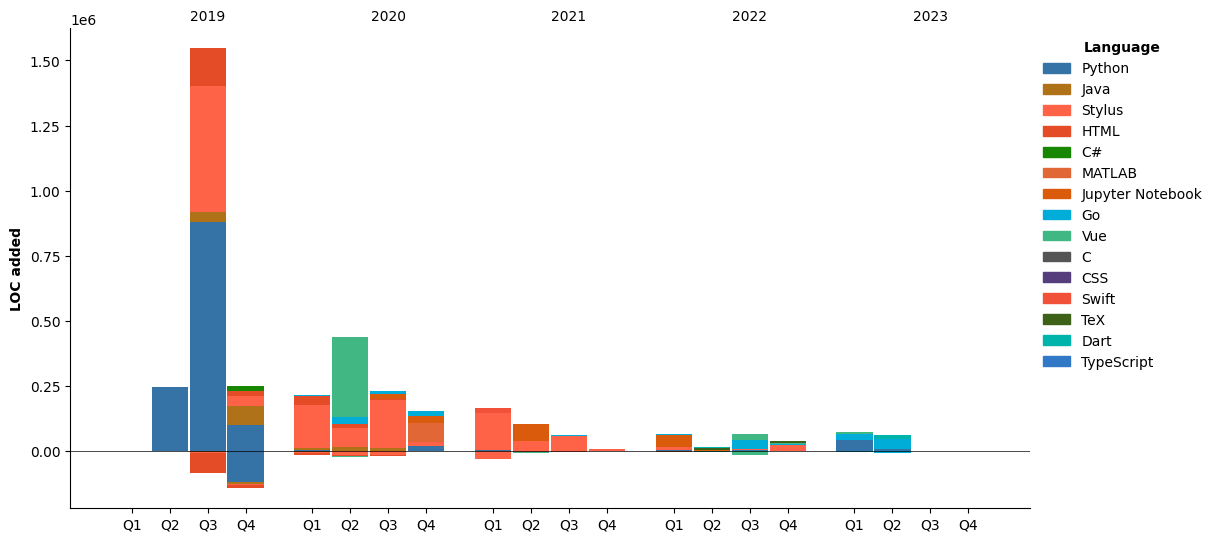 1e6
2019 2020 2021 2022 2023
LOC added
1.50
1.25
1.00
0.75
0.50
0.25
0.00
Q1 Q2 Q3 Q4 Q1 Q2 Q3 Q4 Q1 Q2 Q3 Q4 Q1 Q2 Q3 Q4 Q1 Q2 Q3 Q4
Language
Python
Java
Stylus
HTML
C#
MATLAB
Jupyter Notebook
Go
Vue
C
CSS
Swift
TeX
Dart
TypeScript